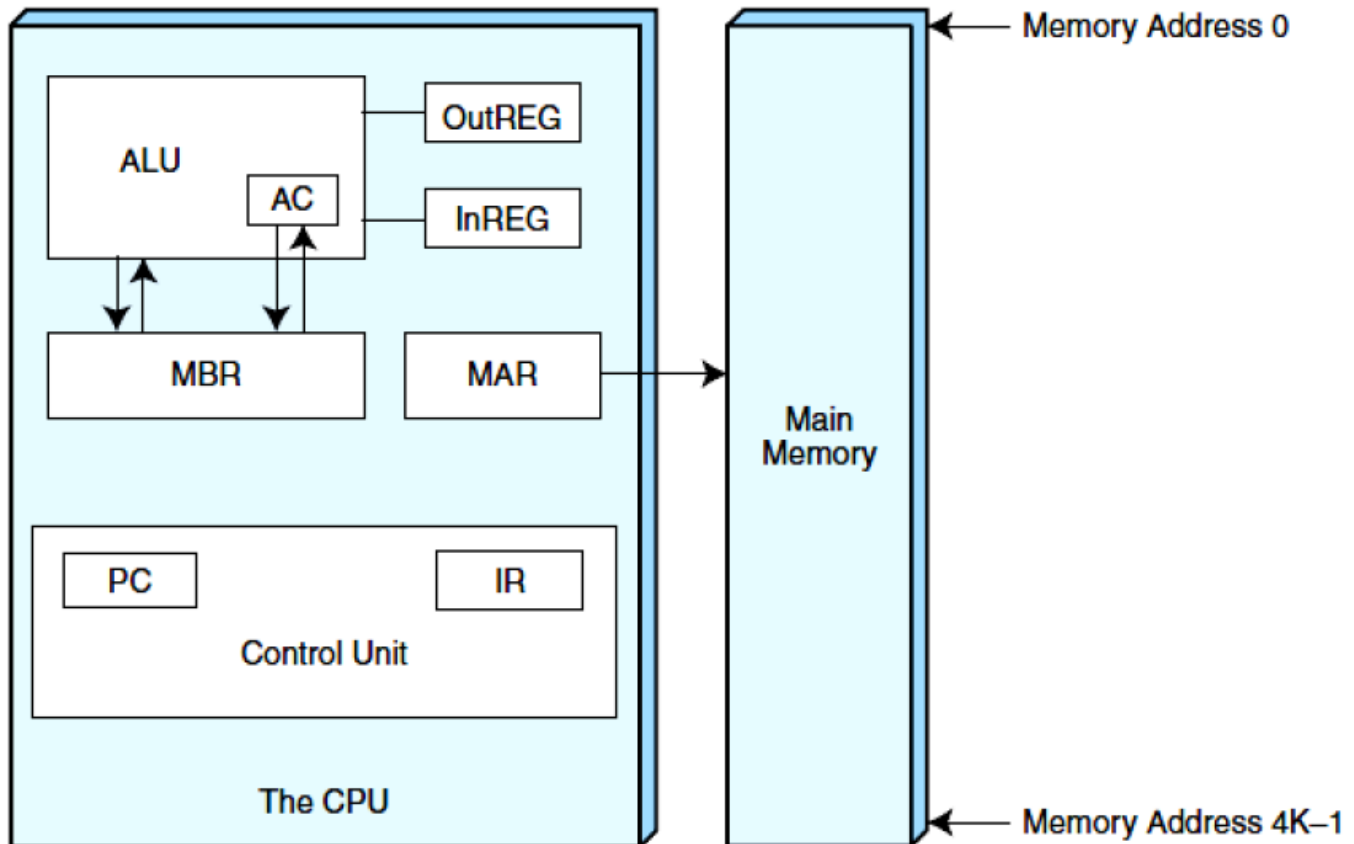 Memory Address 0
OutREG
ALU
AC
InREG
MBR
MAR
Main
Memory
PC
IR
Control Unit
The CPU
Memory Address 4K–1